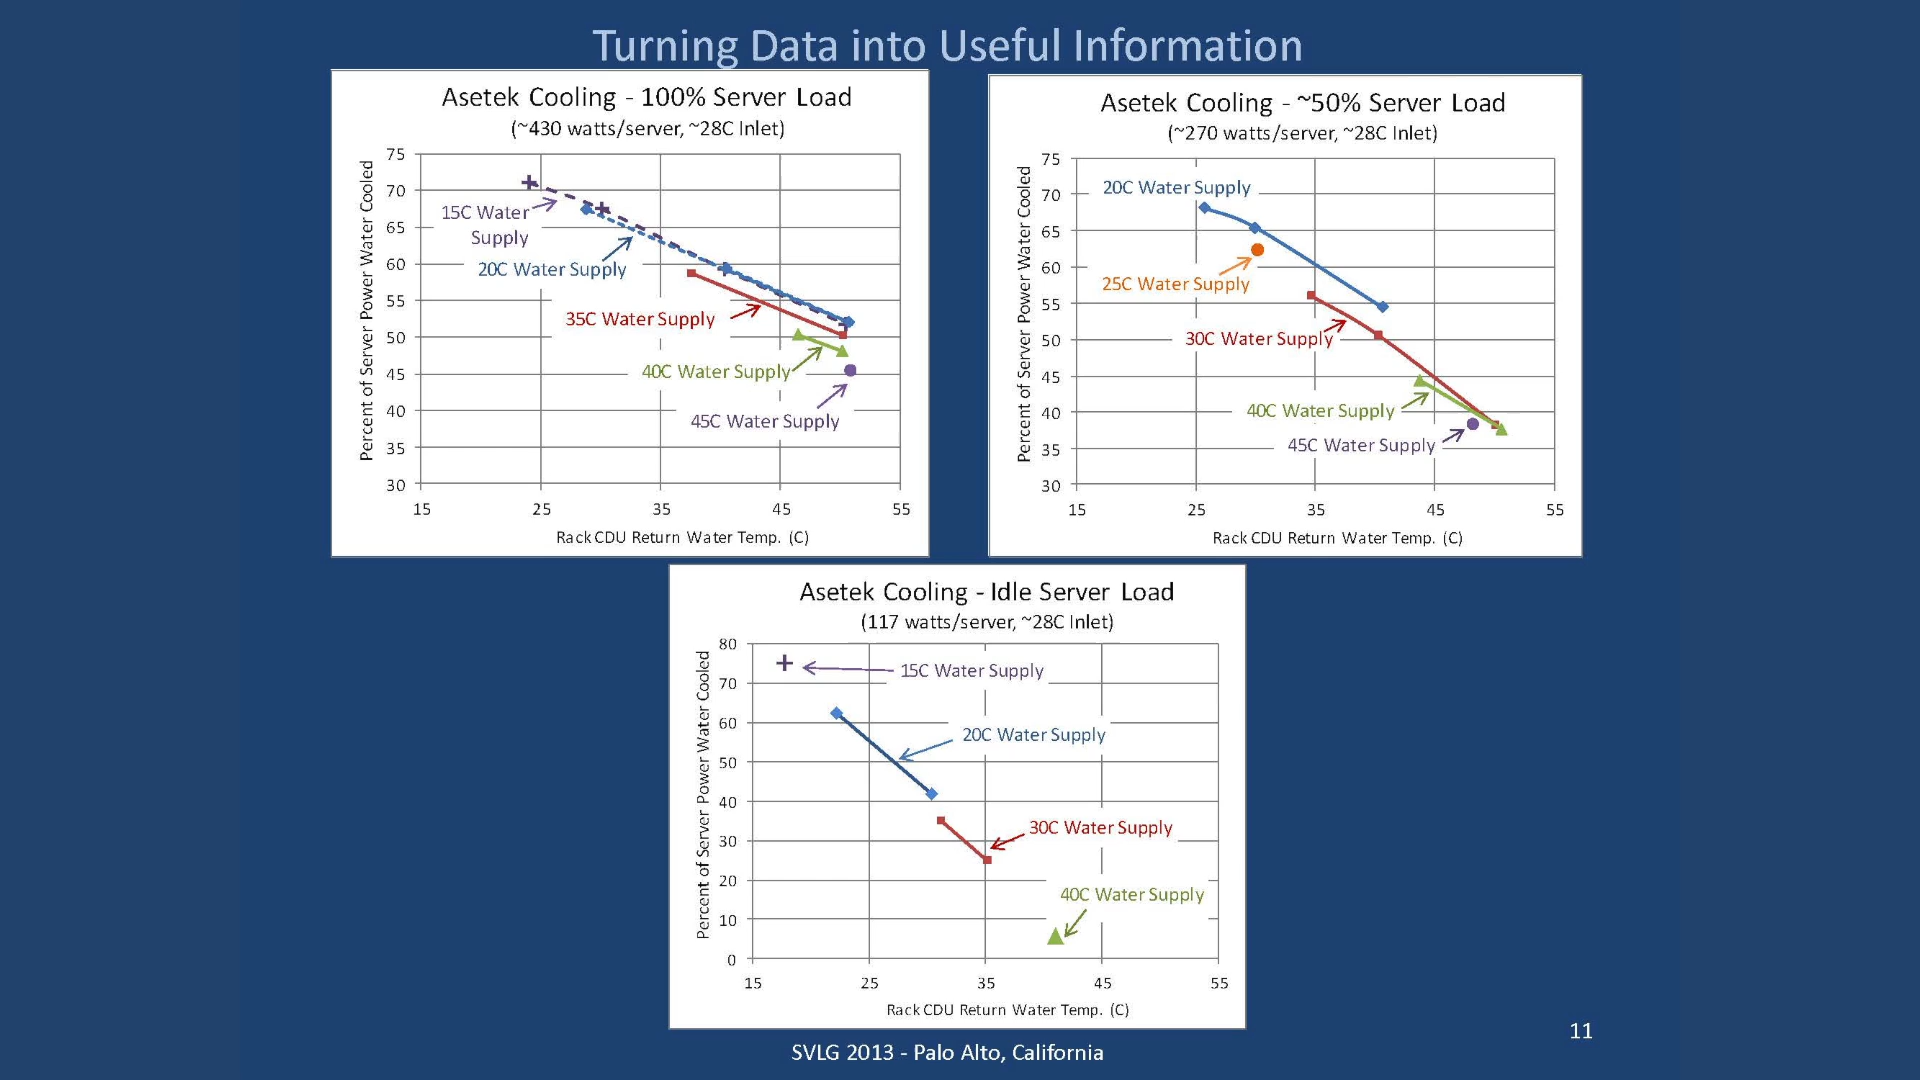 Turning Data into Useful Information
Asetek Cooling - 100% Server Load
(~430 watts/server, ~28C Inlet)
Percent of Server Power Water Cooled
75
70
65
60
55
50
45
40
35
30
15C Water
Supply
20C Water Supply
35C Water Supply
40C Water Supply
45C Water Supply
15
25
35
45
55
Rack CDU Return Water Temp. (C)
Asetek Cooling - ~50% Server Load
(~270 watts/server, ~28C Inlet)
Percent of Server Power Water Cooled
75
70
65
60
55
50
45
40
35
30
20C Water Supply
25C Water Supply
30C Water Supply
40C Water Supply
45C Water Supply
15
25
35
45
55
Rack CDU Return Water Temp. (C)
Asetek Cooling - Idle Server Load
(117 watts/server, ~28C Inlet)
Percent of Server Power Water Cooled
80
70
60
50
40
30
20
10
0
15C Water Supply
20C Water Supply
30C Water Supply
40C Water Supply
15
25
35
45
55
Rack CDU Return Water Temp. (C)
11
SVLG 2013 - Palo Alto, California